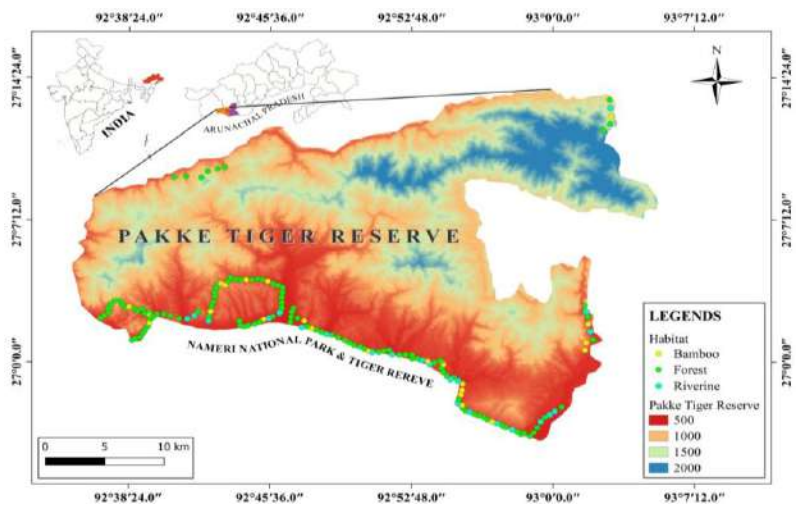 92°38'24.0" 92°45'36.0" 92°52'48.0" 93°0'0.0" 93°7'12.0"
27°14'24.0" 27°14'24.0"
N
INDIA
ARUNACHAL PRADESH
27°7'12.0" 27°7'12.0"
PAKKE TIGER RESERVE
NAMERI NATIONAL PARK & TIGER REREVE
27°0'0.0" 27°0'0.0"
LEGENDS
Habitat
Bamboo
Forest
Riverine
Pakke Tiger Reserve
500
1000
1500
2000
0 5 10 km
92°38'24.0" 92°45'36.0" 92°52'48.0" 93°0'0.0" 93°7'12.0"